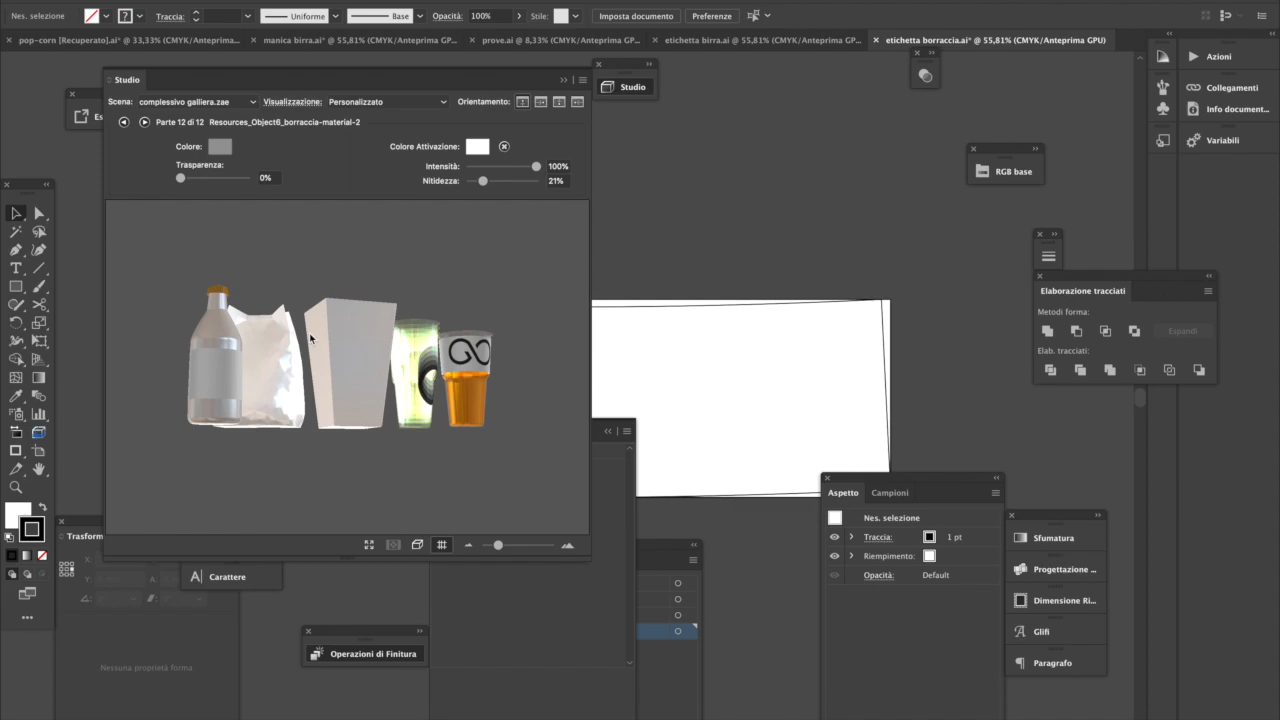 Nes. selezione
Traccia:
Uniforme
Base
Opacità: 100%
Stile:
Imposta documento
Preferenze
pop-corn [Recuperato].ai* @ 33,33% (CMYK/Anteprima...
manica birra.ai* @ 55,81% (CMYK/Anteprima GP...
prove.ai @ 8,33% (CMYK/Anteprima GP...
etichetta birra.ai @ 55,81% (CMYK/Anteprima GP...
etichetta borraccia.ai* @ 55,81% (CMYK/Anteprima GPU)
Studio
Scena: complessivo galliera.zae
Visualizzazione: Personalizzato
Orientamento:
Parte 12 di 12 Resources_Object6_borraccia-material-2
Colore:
Trasparenza:
0%
Colore Attivazione:
Intensità: 100%
Nitidezza: 21%
Studio
Es
Azioni
Collegamenti
Info document...
Variabili
RGB base
Elaborazione tracciati
Metodi forma:
Espandi
Elab. tracciati:
Trasform
X:
Y:
A:
Carattere
Nessuna proprietà forma
Operazioni di Finitura
Aspetto
Campioni
Nes. selezione
Traccia: 1 pt
Riempimento:
Opacità: Default
Sfumatura
Progettazione ...
Dimensione Ri...
Glifi
Paragrafo